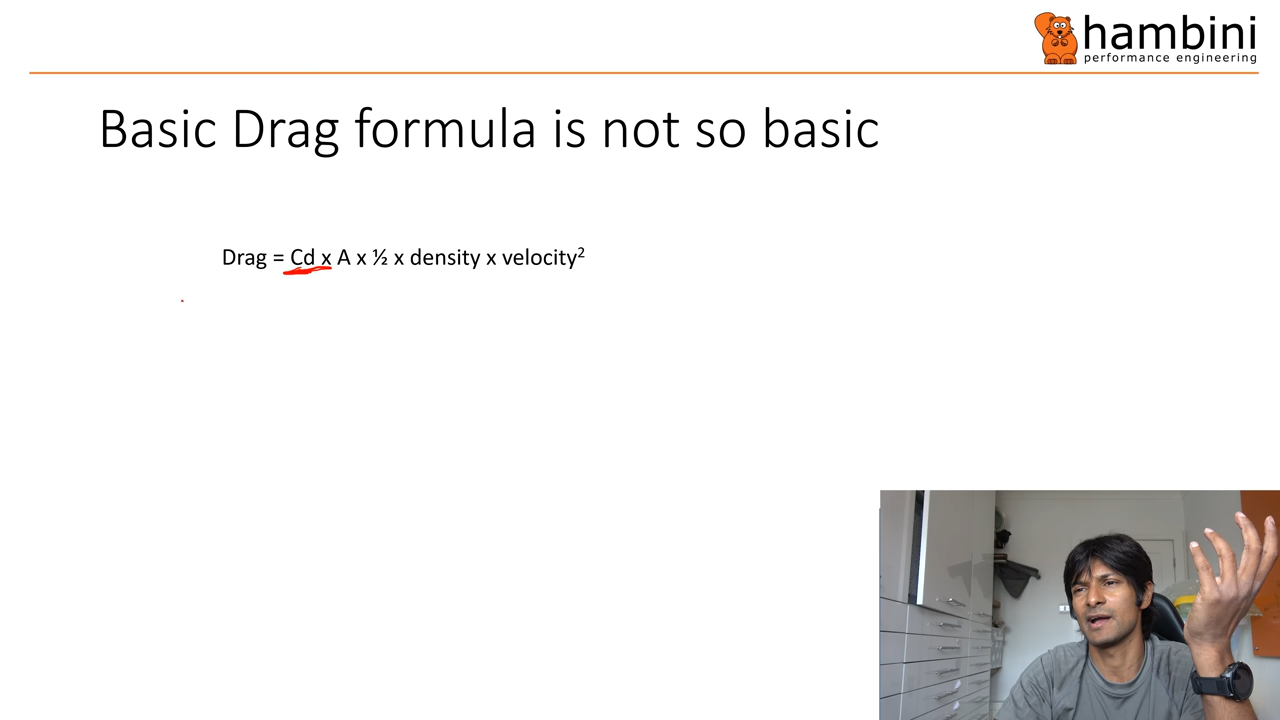 hambini
performance engineering
Basic Drag formula is not so basic
Drag = Cd x A x ½ x density x velocity²